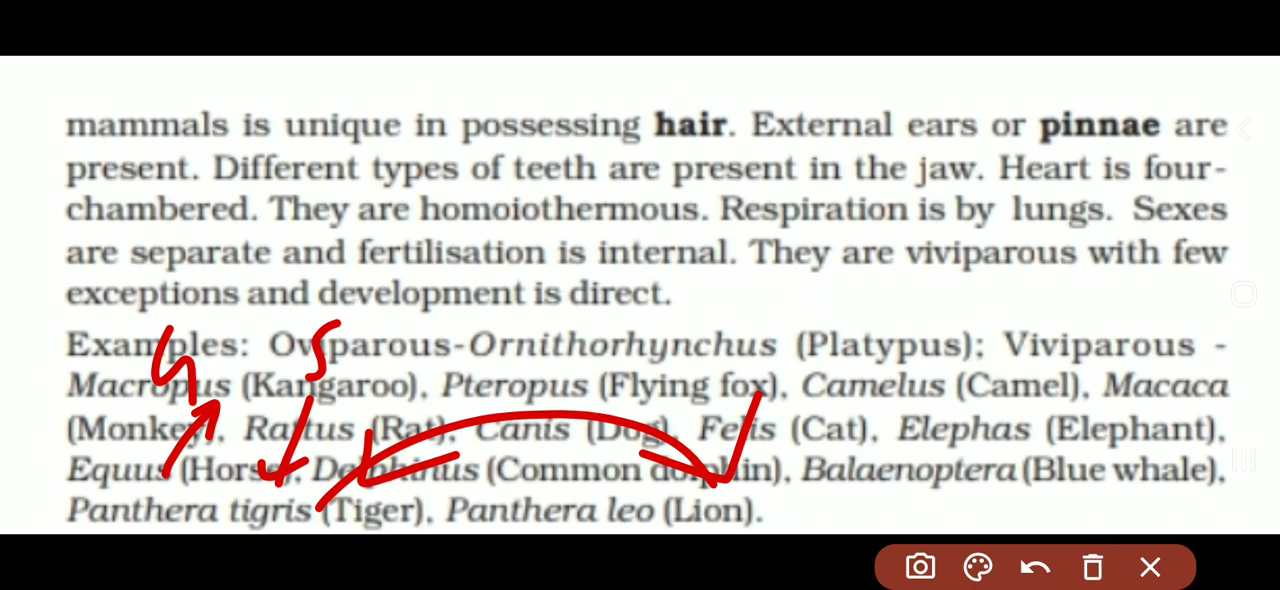 mammals is unique in possessing hair. External ears or pinnae are
present. Different types of teeth are present in the jaw. Heart is four-
chambered. They are homoiothermous. Respiration is by lungs. Sexes
are separate and fertilisation is internal. They are viviparous with few
exceptions and development is direct.
Examples: Oviparous-Ornithorhynchus (Platypus); Viviparous -
Macropus (Kangaroo), Pteropus (Flying fox), Camelus (Camel), Macaca
(Monkey), Rattus (Rat), Canis (Dog), Felis (Cat), Elephas (Elephant),
Equus (Horse), Delphinus (Common dolphin), Balaenoptera (Blue whale),
Panthera tigris (Tiger), Panthera leo (Lion).